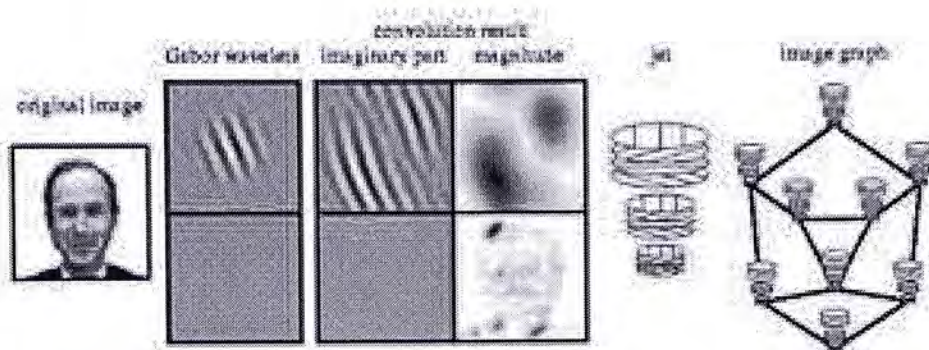 convolution result
Gabor wavelets imaginary part magnitude jet image graph
original image